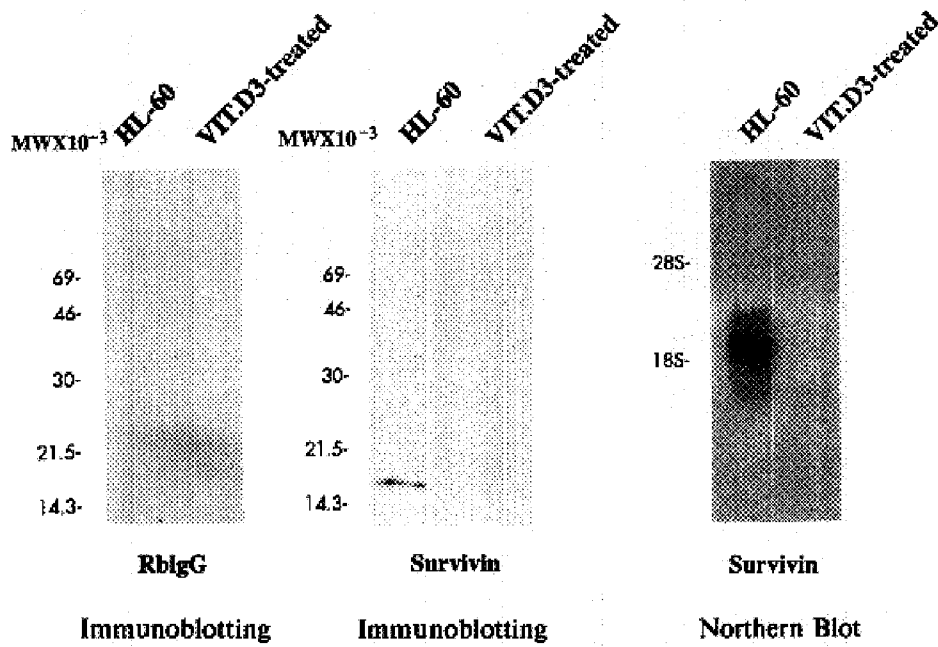 HL-60
VIT.D3-treated
MWX10⁻³
69-
46-
30-
21.5-
14.3-
RbIgG
Immunoblotting
HL-60
VIT.D3-treated
MWX10⁻³
69-
46-
30-
21.5-
14.3-
Survivin
Immunoblotting
HL-60
VIT.D3-treated
28S-
18S-
Survivin
Northern Blot